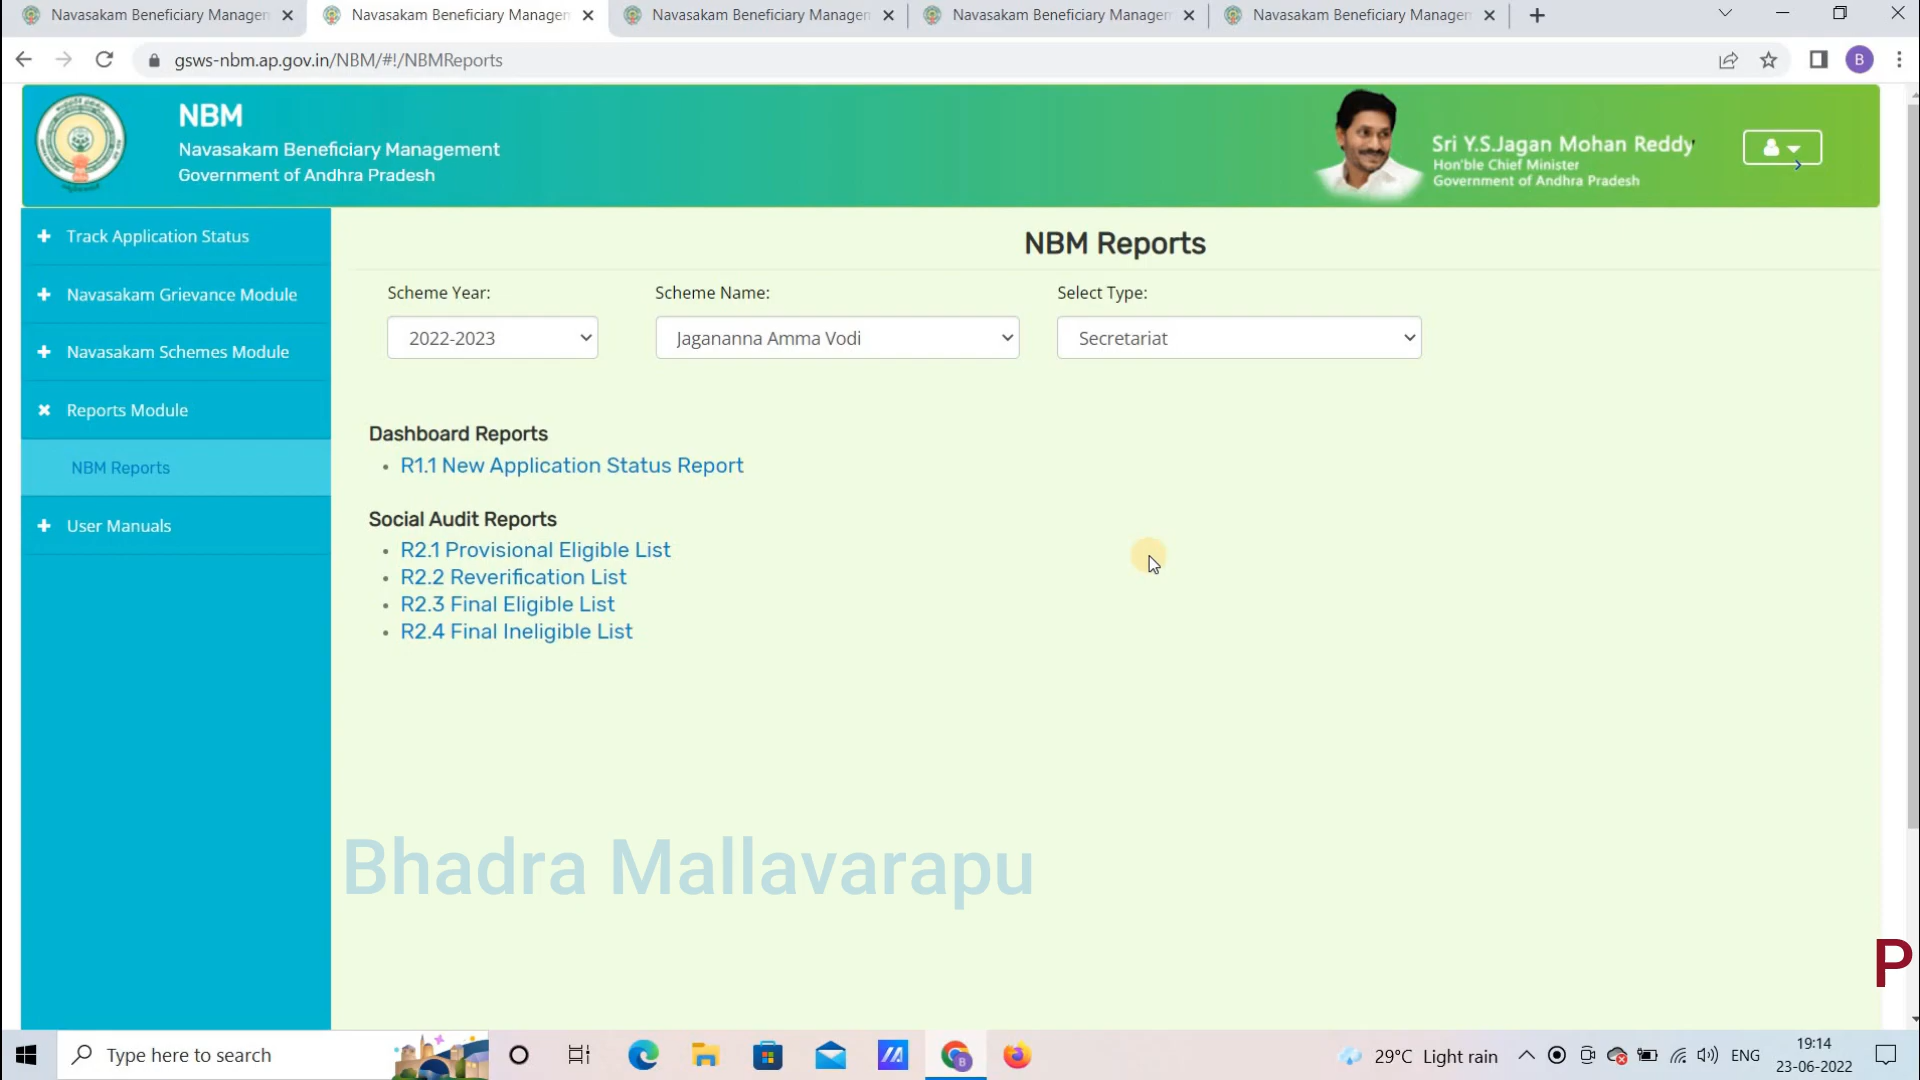 Navasakam Beneficiary Managen
Navasakam Beneficiary Managen
Navasakam Beneficiary Managen
Navasakam Beneficiary Managen
Navasakam Beneficiary Managen
gsws-nbm.ap.gov.in/NBM/#!/NBMReports
B
NBM
Navasakam Beneficiary Management
Government of Andhra Pradesh
Sri Y.S.Jagan Mohan Reddy
Hon'ble Chief Minister
Government of Andhra Pradesh
Track Application Status
Navasakam Grievance Module
Navasakam Schemes Module
Reports Module
NBM Reports
User Manuals
NBM Reports
Scheme Year:
Scheme Name:
Select Type:
2022-2023
Jagananna Amma Vodi
Secretariat
Dashboard Reports
R1.1 New Application Status Report
Social Audit Reports
R2.1 Provisional Eligible List
R2.2 Reverification List
R2.3 Final Eligible List
R2.4 Final Ineligible List
Bhadra Mallavarapu
P
Type here to search
29°C Light rain
ENG
19:14
23-06-2022